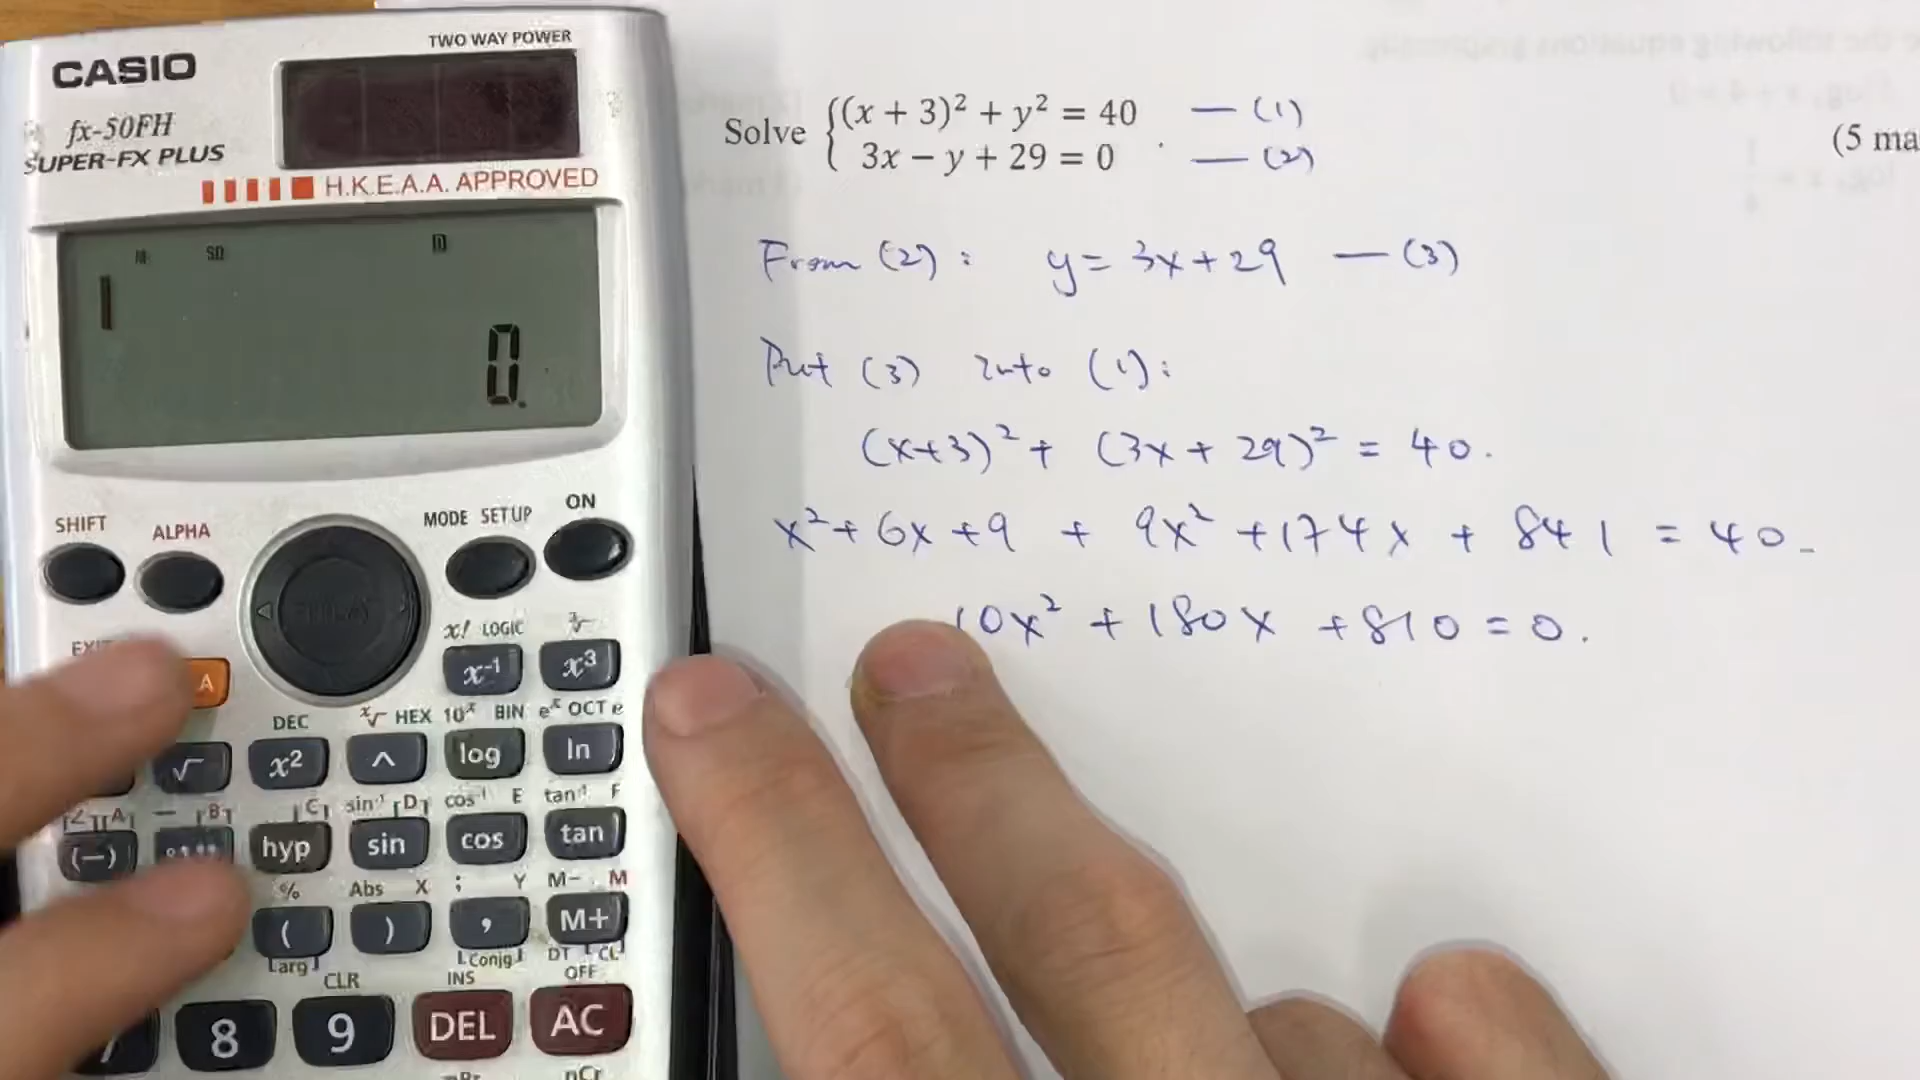 TWO WAY POWER
CASIO
fx-50FH
SUPER-FX PLUS
H.K.E.A.A. APPROVED
M SD D
0.
SHIFT ALPHA MODE SETUP ON
x! LOGIC
A x⁻¹ x³
DEC HEX 10ˣ BIN eˣ OCT e
√ x² ^ log ln
A B C sin⁻¹ D cos⁻¹ E tan⁻¹ F
(−) hyp sin cos tan
% Abs X ; Y M− M
( ) , M+
arg Conjg DT CL
CLR INS OFF
8 9 DEL AC
nCr
Solve {(x + 3)² + y² = 40 — (1)
3x − y + 29 = 0 . — (2)
(5 ma
From (2) : y = 3x + 29 — (3)
Put (3) into (1) :
(x+3)² + (3x + 29)² = 40.
x² + 6x + 9 + 9x² + 174x + 841 = 40.
10x² + 180x + 810 = 0.